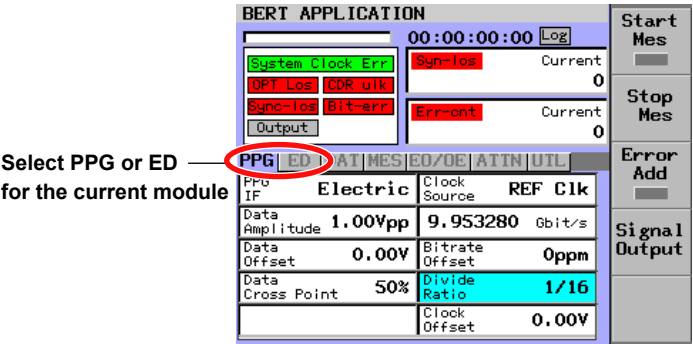 BERT APPLICATION
00:00:00:00 Log
System Clock Err
OPT Los CDR ulk
Sync-los Bit-err
Output
Syn-los Current
0
Err-cnt Current
0
Select PPG or ED
for the current module
PPG ED DAT MES EO/OE ATTN UTL
PPG IF Electric
Clock Source REF Clk
Data Amplitude 1.00Vpp
9.953280 Gbit/s
Data Offset 0.00V
Bitrate Offset 0ppm
Data Cross Point 50%
Divide Ratio 1/16
Clock Offset 0.00V
Start
Mes
Stop
Mes
Error
Add
Signal
Output